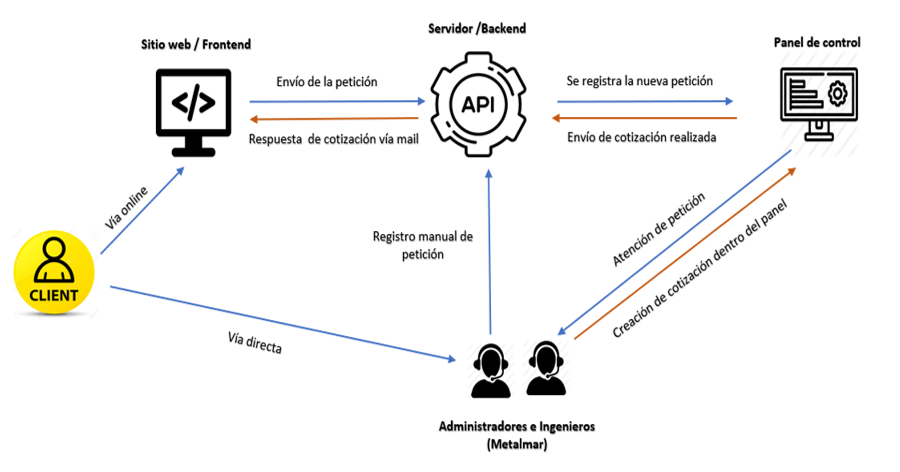 Servidor /Backend
Sitio web / Frontend
Panel de control
Envío de la petición
Se registra la nueva petición
</>
API
Respuesta de cotización vía mail
Envío de cotización realizada
Vía online
Atención de petición
Creación de cotización dentro del panel
Registro manual de
petición
CLIENT
Vía directa
Administradores e Ingenieros
(Metalmar)